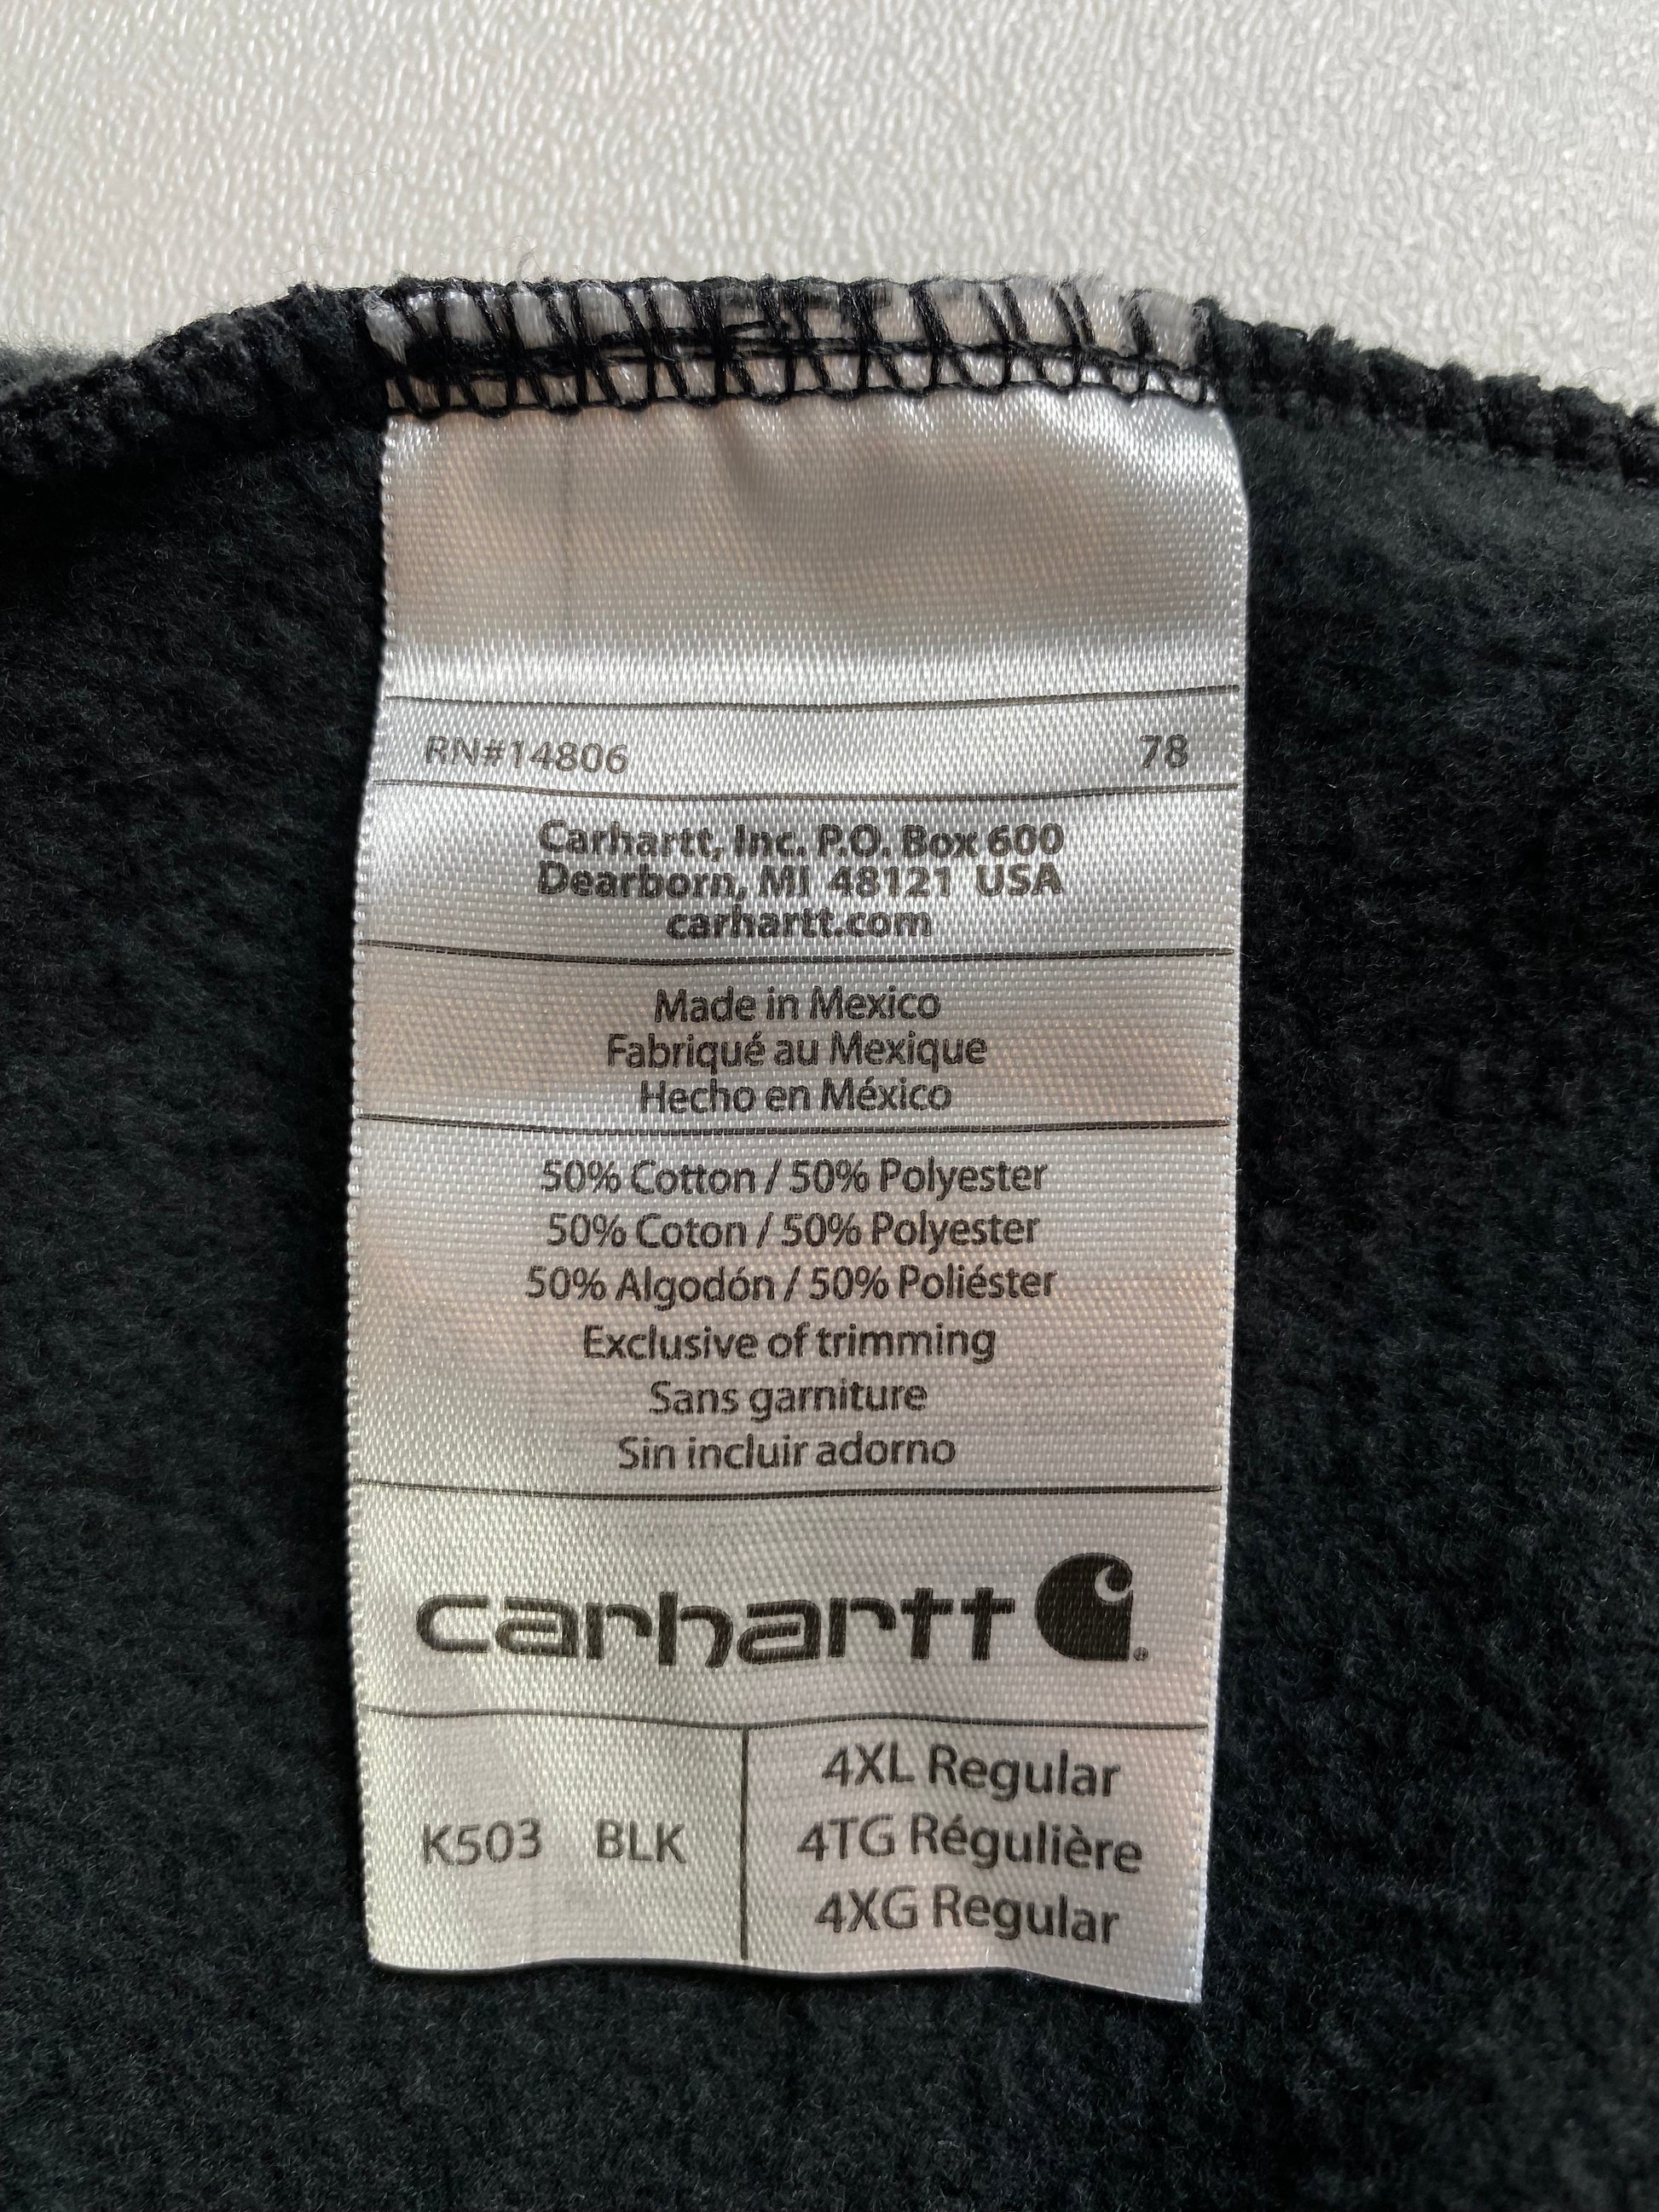 RN#14806 78
Carhartt, Inc. P.O. Box 600
Dearborn, MI 48121 USA
carhartt.com
Made in Mexico
Fabriqué au Mexique
Hecho en México
50% Cotton / 50% Polyester
50% Coton / 50% Polyester
50% Algodón / 50% Poliéster
Exclusive of trimming
Sans garniture
Sin incluir adorno
carhartt
K503 BLK
4XL Regular
4TG Régulière
4XG Regular